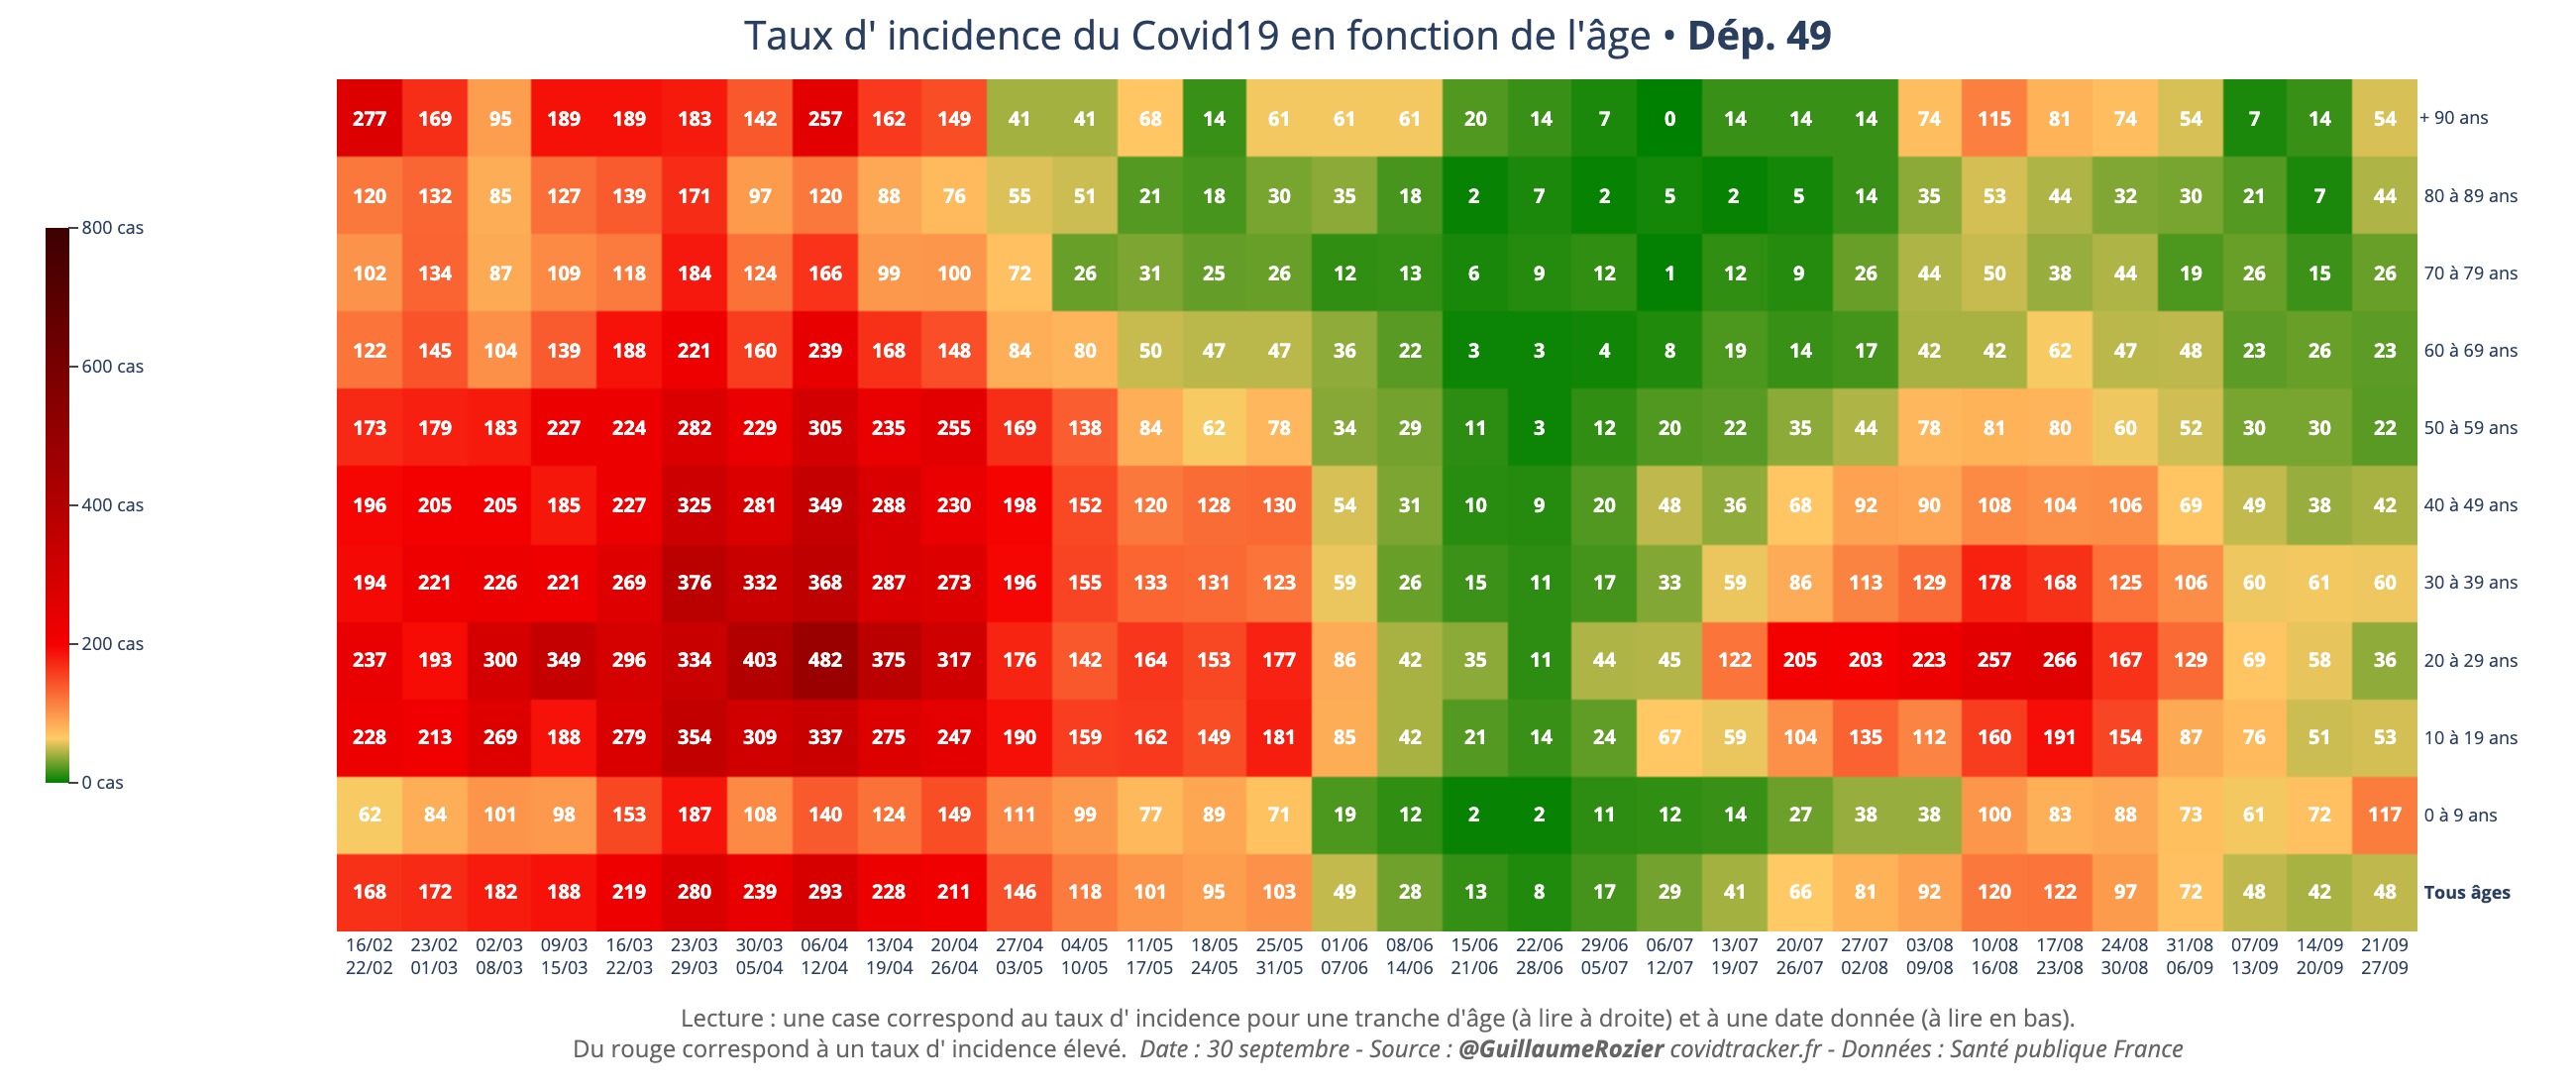 Taux d' incidence du Covid19 en fonction de l'âge • Dép. 49
277 169 95 189 189 183 142 257 162 149 41 41 68 14 61 61 61 20 14 7 0 14 14 14 74 115 81 74 54 7 14 54 + 90 ans
120 132 85 127 139 171 97 120 88 76 55 51 21 18 30 35 18 2 7 2 5 2 5 14 35 53 44 32 30 21 7 44 80 à 89 ans
800 cas
102 134 87 109 118 184 124 166 99 100 72 26 31 25 26 12 13 6 9 12 1 12 9 26 44 50 38 44 19 26 15 26 70 à 79 ans
122 145 104 139 188 221 160 239 168 148 84 80 50 47 47 36 22 3 3 4 8 19 14 17 42 42 62 47 48 23 26 23 60 à 69 ans
600 cas
173 179 183 227 224 282 229 305 235 255 169 138 84 62 78 34 29 11 3 12 20 22 35 44 78 81 80 60 52 30 30 22 50 à 59 ans
400 cas
196 205 205 185 227 325 281 349 288 230 198 152 120 128 130 54 31 10 9 20 48 36 68 92 90 108 104 106 69 49 38 42 40 à 49 ans
194 221 226 221 269 376 332 368 287 273 196 155 133 131 123 59 26 15 11 17 33 59 86 113 129 178 168 125 106 60 61 60 30 à 39 ans
200 cas
237 193 300 349 296 334 403 482 375 317 176 142 164 153 177 86 42 35 11 44 45 122 205 203 223 257 266 167 129 69 58 36 20 à 29 ans
228 213 269 188 279 354 309 337 275 247 190 159 162 149 181 85 42 21 14 24 67 59 104 135 112 160 191 154 87 76 51 53 10 à 19 ans
0 cas
62 84 101 98 153 187 108 140 124 149 111 99 77 89 71 19 12 2 2 11 12 14 27 38 38 100 83 88 73 61 72 117 0 à 9 ans
168 172 182 188 219 280 239 293 228 211 146 118 101 95 103 49 28 13 8 17 29 41 66 81 92 120 122 97 72 48 42 48 Tous âges
16/02 23/02 02/03 09/03 16/03 23/03 30/03 06/04 13/04 20/04 27/04 04/05 11/05 18/05 25/05 01/06 08/06 15/06 22/06 29/06 06/07 13/07 20/07 27/07 03/08 10/08 17/08 24/08 31/08 07/09 14/09 21/09
22/02 01/03 08/03 15/03 22/03 29/03 05/04 12/04 19/04 26/04 03/05 10/05 17/05 24/05 31/05 07/06 14/06 21/06 28/06 05/07 12/07 19/07 26/07 02/08 09/08 16/08 23/08 30/08 06/09 13/09 20/09 27/09
Lecture : une case correspond au taux d' incidence pour une tranche d'âge (à lire à droite) et à une date donnée (à lire en bas).
Du rouge correspond à un taux d' incidence élevé. Date : 30 septembre - Source : @GuillaumeRozier covidtracker.fr - Données : Santé publique France